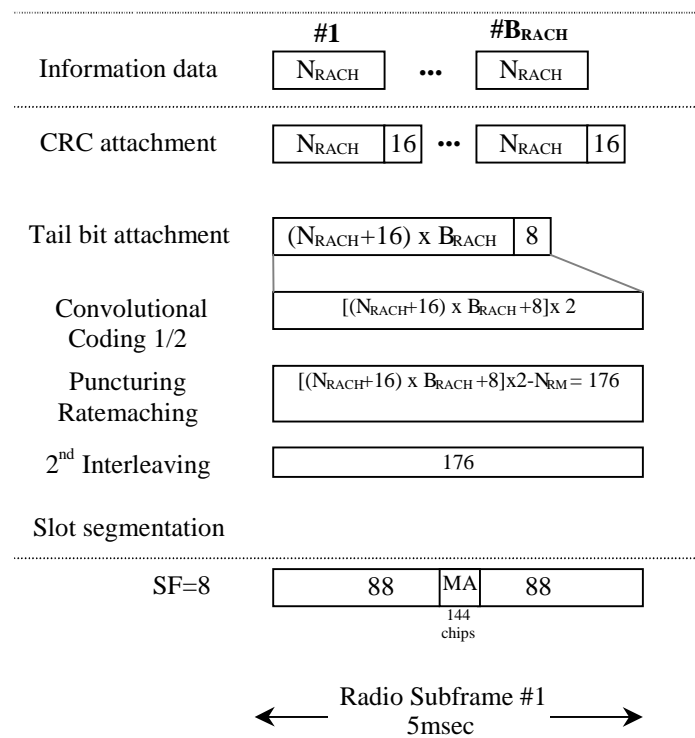 #1 #BRACH
Information data NRACH ... NRACH
CRC attachment NRACH 16 ... NRACH 16
Tail bit attachment (NRACH+16) x BRACH 8
Convolutional
Coding 1/2
[(NRACH+16) x BRACH+8]x 2
Puncturing
Ratemaching
[(NRACH+16) x BRACH+8]x2-NRM = 176
2nd Interleaving 176
Slot segmentation
SF=8 88 MA 88
144
chips
Radio Subframe #1
5msec